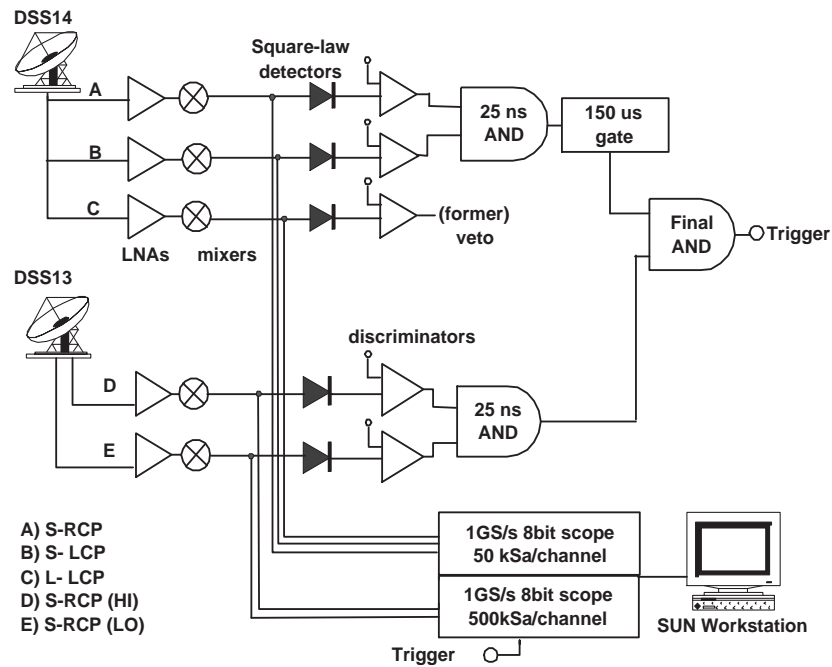 DSS14
Square-law
detectors
A
25 ns
AND
150 us
gate
B
C
(former)
veto
Final
AND
Trigger
LNAs
mixers
DSS13
discriminators
D
25 ns
AND
E
A) S-RCP
B) S- LCP
C) L- LCP
D) S-RCP (HI)
E) S-RCP (LO)
1GS/s 8bit scope
50 kSa/channel
1GS/s 8bit scope
500kSa/channel
SUN Workstation
Trigger